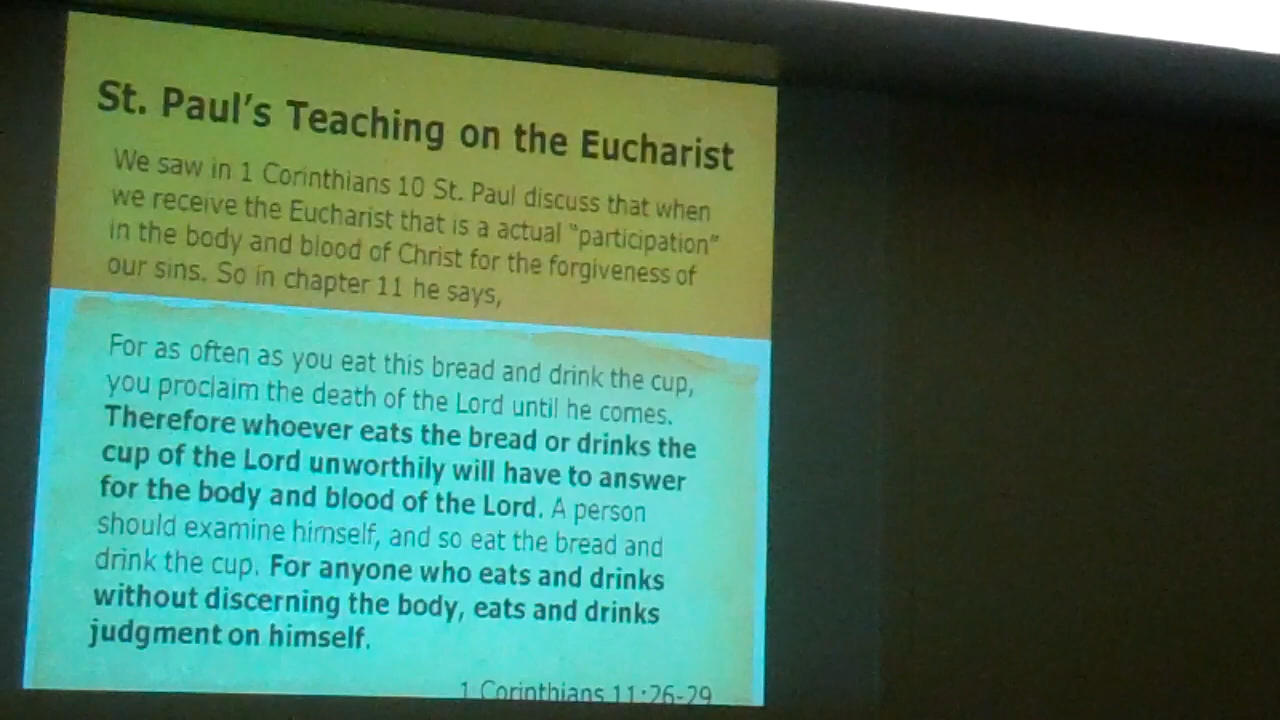 St. Paul's Teaching on the Eucharist
We saw in 1 Corinthians 10 St. Paul discuss that when
we receive the Eucharist that is a actual "participation"
in the body and blood of Christ for the forgiveness of
our sins. So in chapter 11 he says,
For as often as you eat this bread and drink the cup,
you proclaim the death of the Lord until he comes.
Therefore whoever eats the bread or drinks the
cup of the Lord unworthily will have to answer
for the body and blood of the Lord. A person
should examine himself, and so eat the bread and
drink the cup. For anyone who eats and drinks
without discerning the body, eats and drinks
judgment on himself.
1 Corinthians 11:26-29